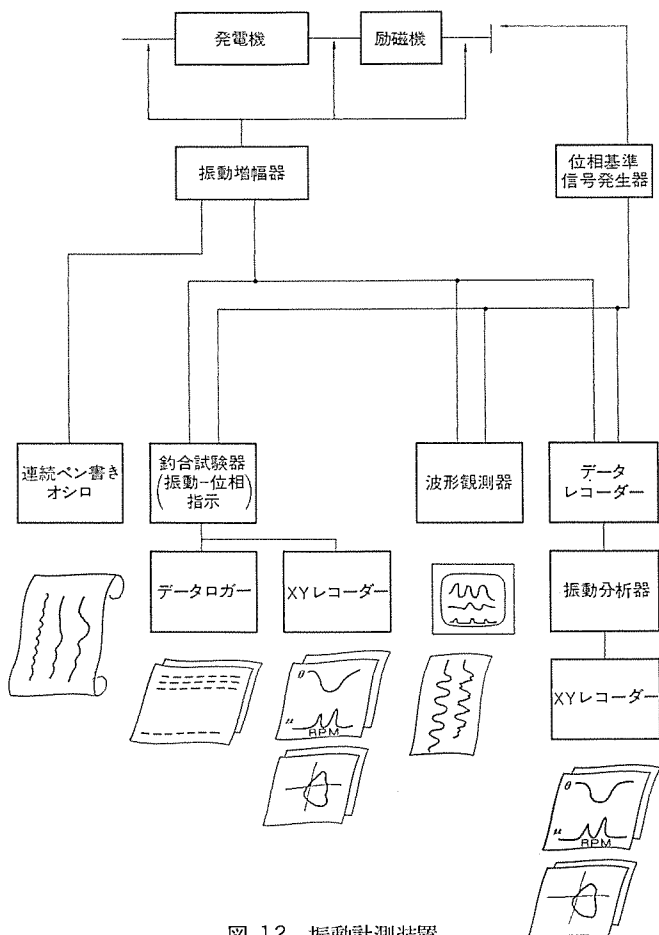 発電機
励磁機
振動増幅器
位相基準
信号発生器
連続ペン書き
オシロ
釣合試験器
(振動-位相
指示)
波形観測器
データ
レコーダー
データロガー
XYレコーダー
振動分析器
XYレコーダー
θ
μ
RPM
θ
μ
RPM
図 12 振動計測装置